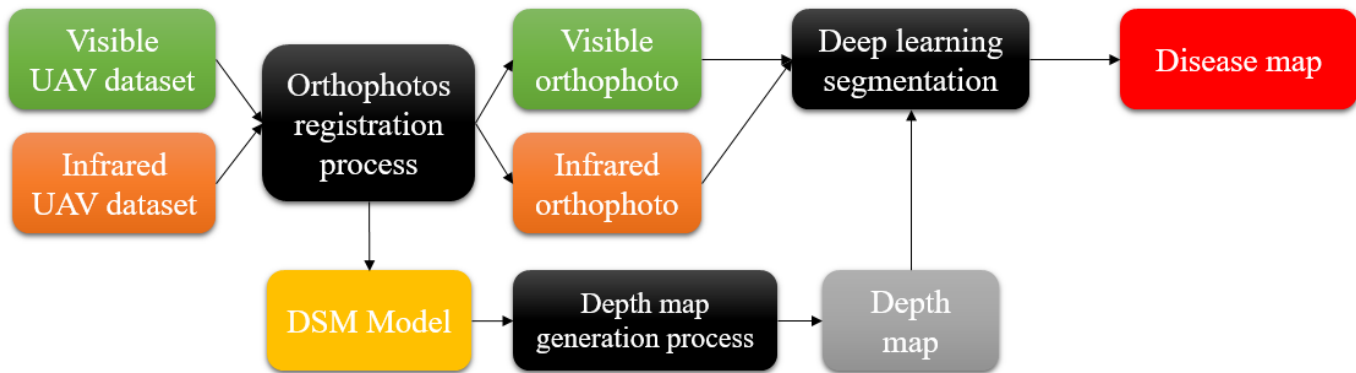 Visible
UAV dataset
Infrared
UAV dataset
Orthophotos
registration
process
Visible
orthophoto
Infrared
orthophoto
Deep learning
segmentation
Disease map
DSM Model
Depth map
generation process
Depth
map